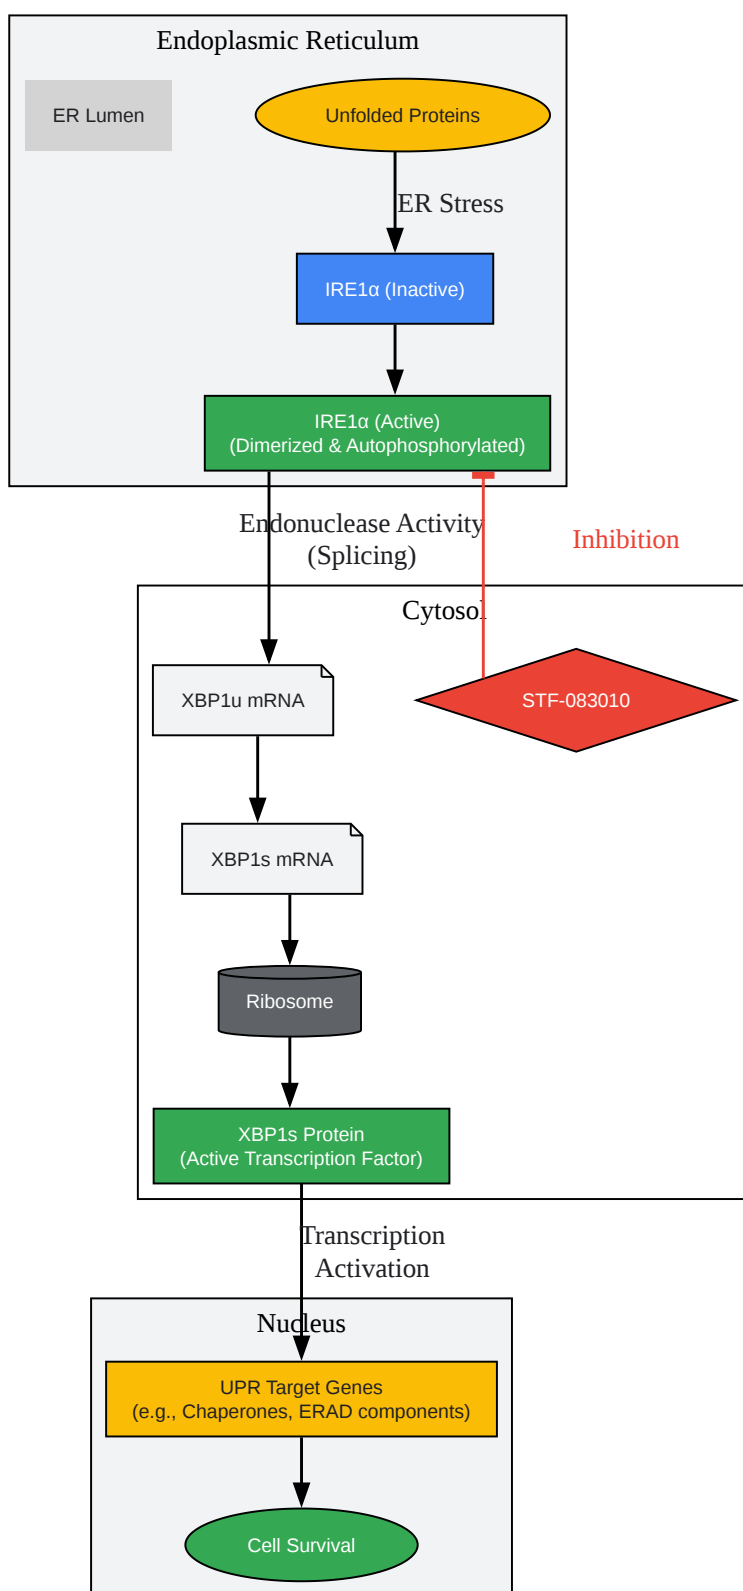 Endoplasmic Reticulum
ER Lumen
Unfolded Proteins
ER Stress
IRE1α (Inactive)
IRE1α (Active)
(Dimerized & Autophosphorylated)
Endonuclease Activity
(Splicing)
Inhibition
Cytosol
XBP1u mRNA
STF-083010
XBP1s mRNA
Ribosome
XBP1s Protein
(Active Transcription Factor)
Transcription
Activation
Nucleus
UPR Target Genes
(e.g., Chaperones, ERAD components)
Cell Survival